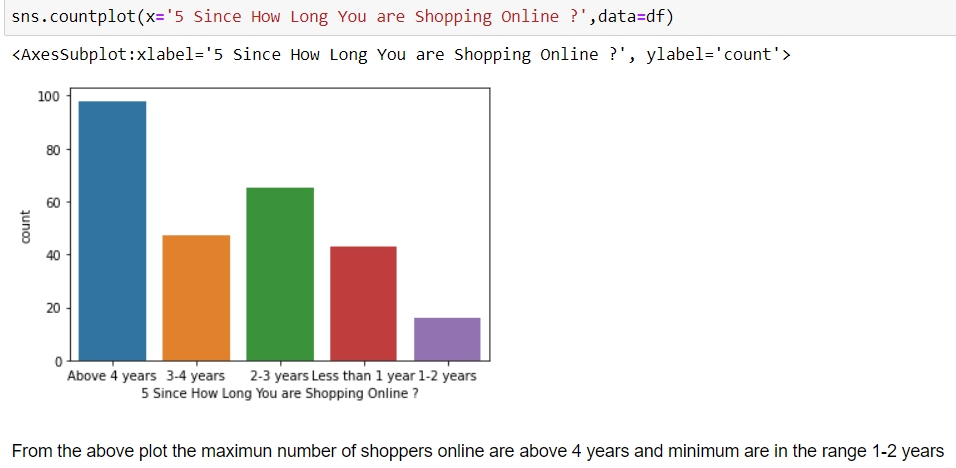 sns.countplot(x='5 Since How Long You are Shopping Online ?',data=df)
<AxesSubplot:xlabel='5 Since How Long You are Shopping Online ?', ylabel='count'>
100
80
60
40
20
0
count
Above 4 years 3-4 years 2-3 years Less than 1 year 1-2 years
5 Since How Long You are Shopping Online ?
From the above plot the maximun number of shoppers online are above 4 years and minimum are in the range 1-2 years